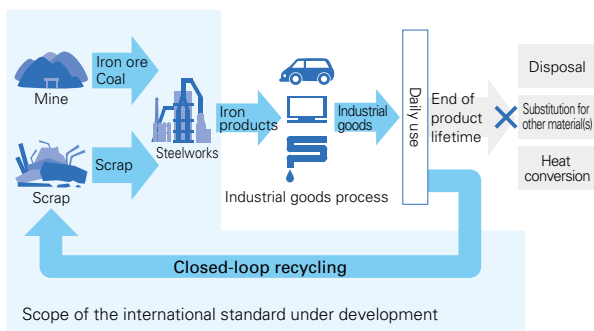 Iron ore
Coal
Mine
Scrap
Scrap
Steelworks
Iron
products
Industrial
goods
Industrial goods process
Daily use
End of
product
lifetime
Disposal
Substitution for
other material(s)
Heat
conversion
Closed-loop recycling
Scope of the international standard under development